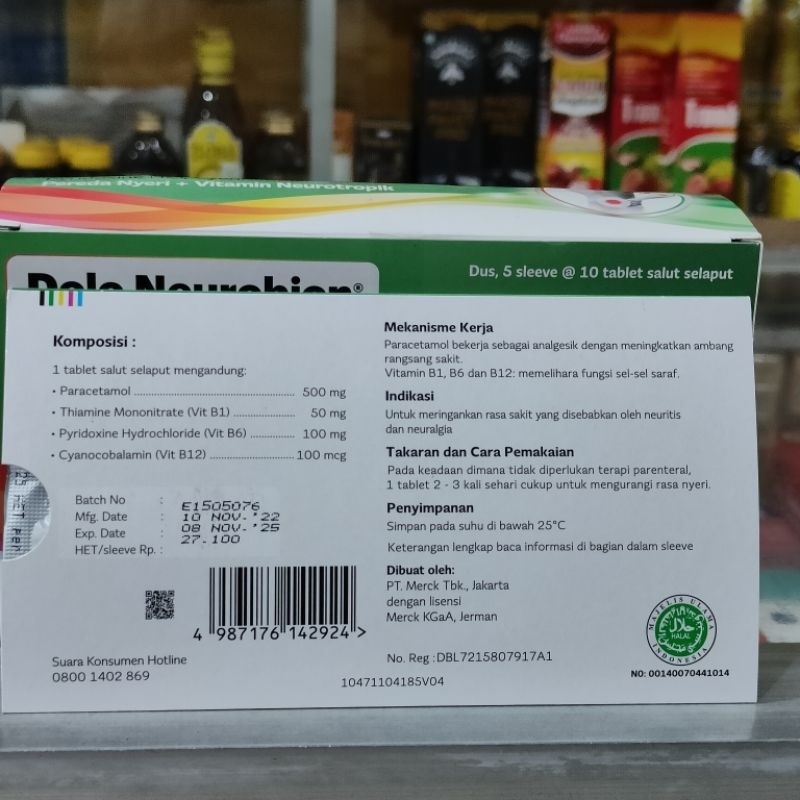 Pereda Nyeri + Vitamin Neurotropik
Dus, 5 sleeve @ 10 tablet salut selaput
Dolo Neurobion®
Komposisi :
1 tablet salut selaput mengandung:
• Paracetamol ........................................ 500 mg
• Thiamine Mononitrate (Vit B1) ................ 50 mg
• Pyridoxine Hydrochloride (Vit B6) ............ 100 mg
• Cyanocobalamin (Vit B12) ..................... 100 mcg
Batch No : E1505076
Mfg. Date : 10 NOV.'22
Exp. Date : 08 NOV.'25
HET/sleeve Rp. : 27.100
4 987176 142924 >
Suara Konsumen Hotline
0800 1402 869
Mekanisme Kerja
Paracetamol bekerja sebagai analgesik dengan meningkatkan ambang
rangsang sakit.
Vitamin B1, B6 dan B12: memelihara fungsi sel-sel saraf.
Indikasi
Untuk meringankan rasa sakit yang disebabkan oleh neuritis
dan neuralgia
Takaran dan Cara Pemakaian
Pada keadaan dimana tidak diperlukan terapi parenteral,
1 tablet 2 - 3 kali sehari cukup untuk mengurangi rasa nyeri.
Penyimpanan
Simpan pada suhu di bawah 25°C
Keterangan lengkap baca informasi di bagian dalam sleeve
Dibuat oleh:
PT. Merck Tbk., Jakarta
dengan lisensi
Merck KGaA, Jerman
No. Reg :DBL7215807917A1
10471104185V04
MAJELIS ULAMA
حلال
HALAL
INDONESIA
NO: 00140070441014